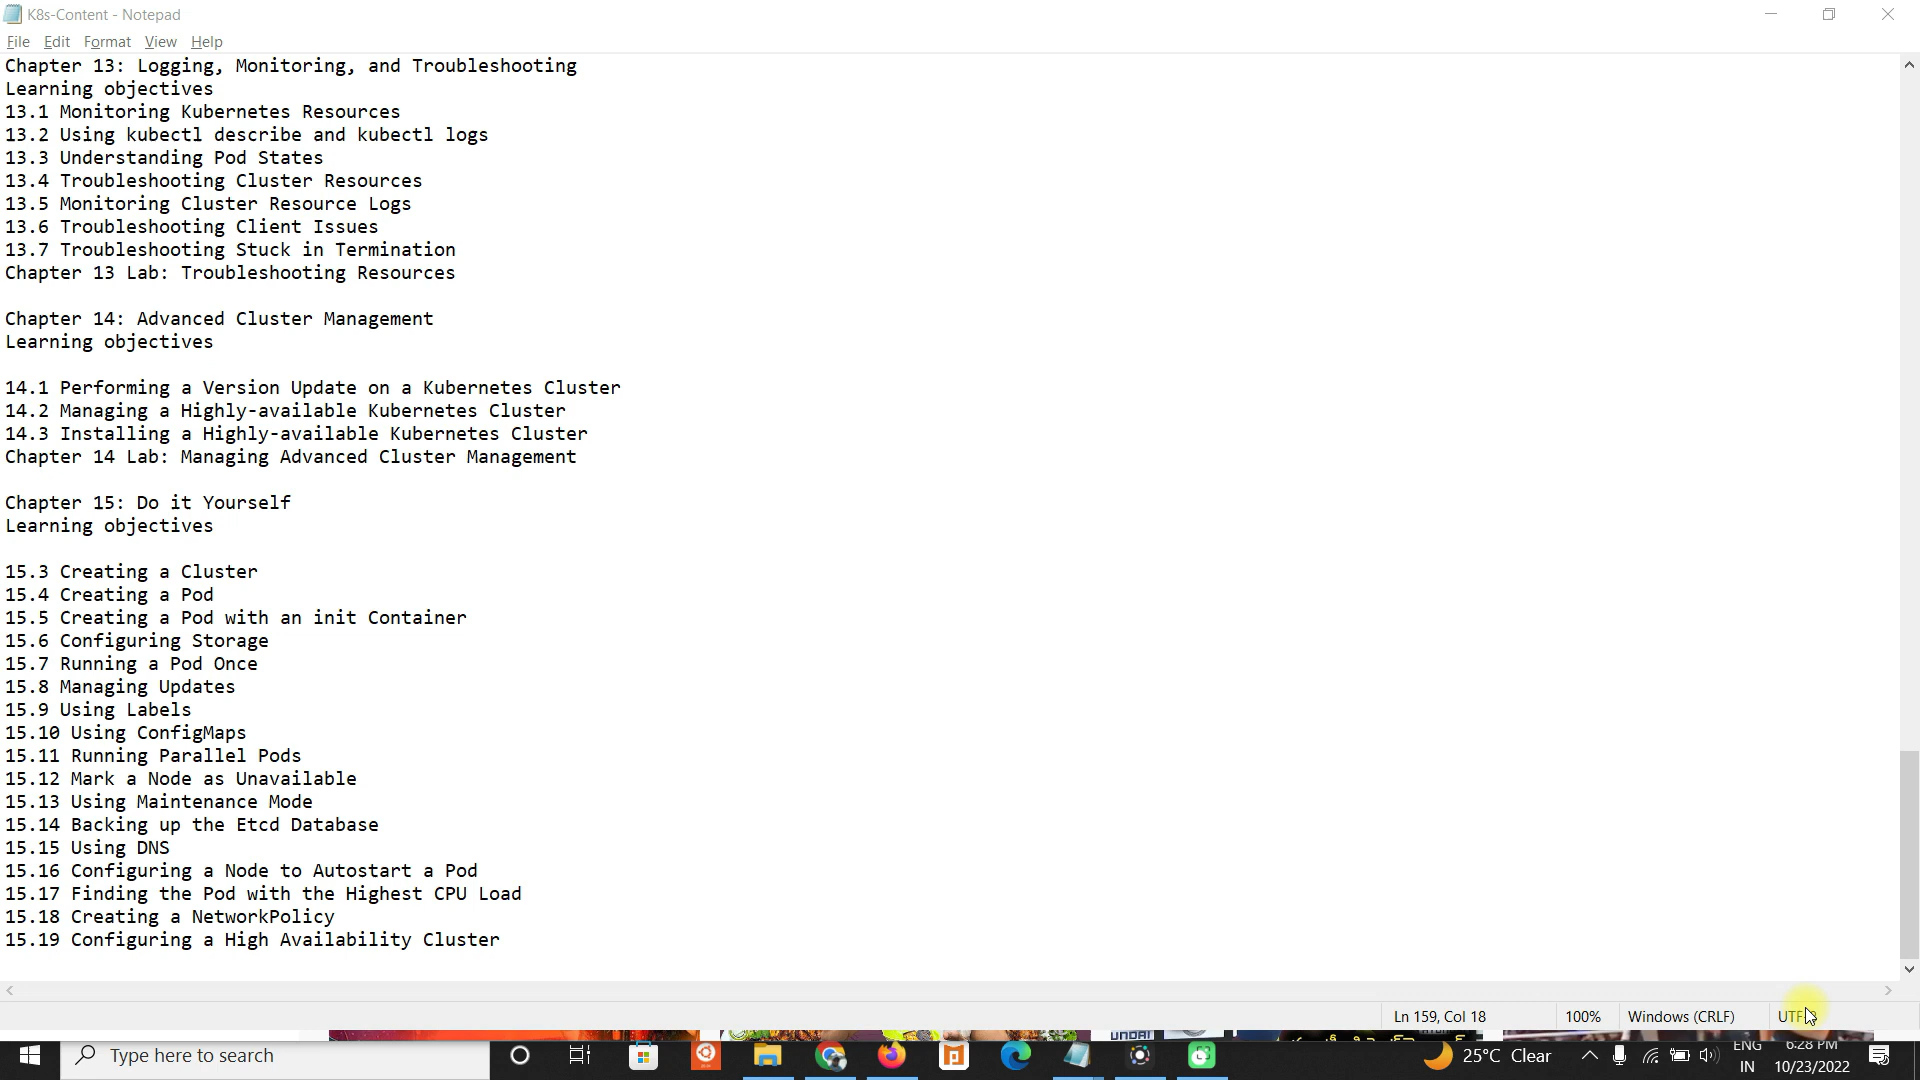 K8s-Content - Notepad
File Edit Format View Help
Chapter 13: Logging, Monitoring, and Troubleshooting
Learning objectives
13.1 Monitoring Kubernetes Resources
13.2 Using kubectl describe and kubectl logs
13.3 Understanding Pod States
13.4 Troubleshooting Cluster Resources
13.5 Monitoring Cluster Resource Logs
13.6 Troubleshooting Client Issues
13.7 Troubleshooting Stuck in Termination
Chapter 13 Lab: Troubleshooting Resources
Chapter 14: Advanced Cluster Management
Learning objectives
14.1 Performing a Version Update on a Kubernetes Cluster
14.2 Managing a Highly-available Kubernetes Cluster
14.3 Installing a Highly-available Kubernetes Cluster
Chapter 14 Lab: Managing Advanced Cluster Management
Chapter 15: Do it Yourself
Learning objectives
15.3 Creating a Cluster
15.4 Creating a Pod
15.5 Creating a Pod with an init Container
15.6 Configuring Storage
15.7 Running a Pod Once
15.8 Managing Updates
15.9 Using Labels
15.10 Using ConfigMaps
15.11 Running Parallel Pods
15.12 Mark a Node as Unavailable
15.13 Using Maintenance Mode
15.14 Backing up the Etcd Database
15.15 Using DNS
15.16 Configuring a Node to Autostart a Pod
15.17 Finding the Pod with the Highest CPU Load
15.18 Creating a NetworkPolicy
15.19 Configuring a High Availability Cluster
Ln 159, Col 18 100% Windows (CRLF)
Type here to search
25°C Clear
ENG
IN
6:28 PM
10/23/2022